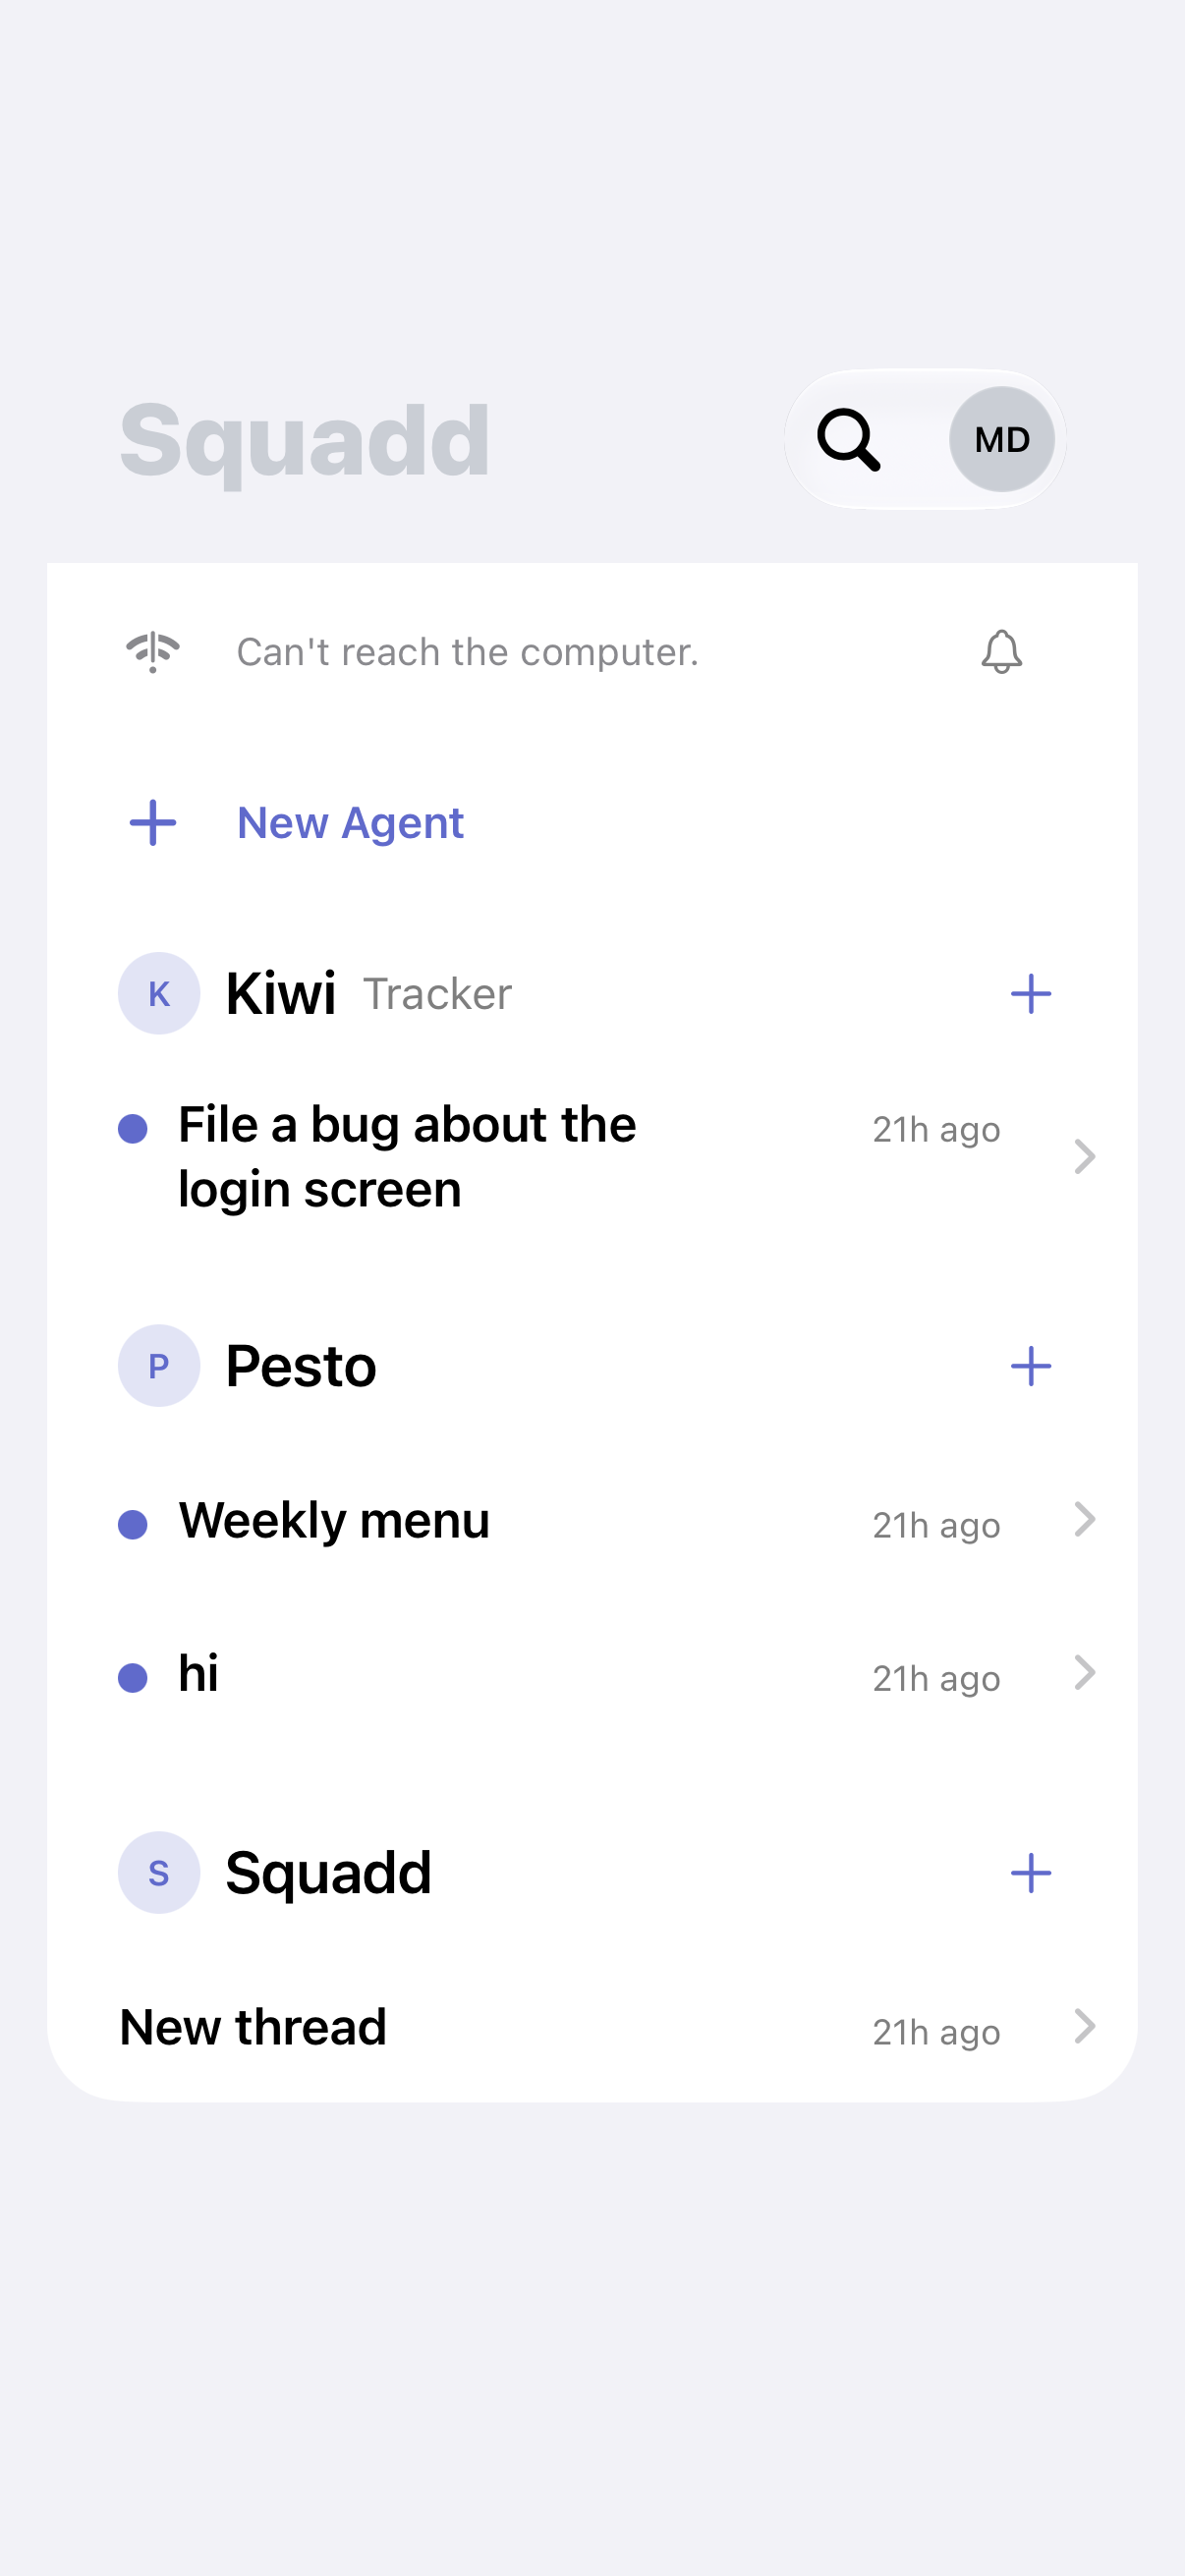 Squadd
MD
Can't reach the computer.
New Agent
K Kiwi Tracker
File a bug about the 21h ago
login screen
P Pesto
Weekly menu 21h ago
hi 21h ago
S Squadd
New thread 21h ago